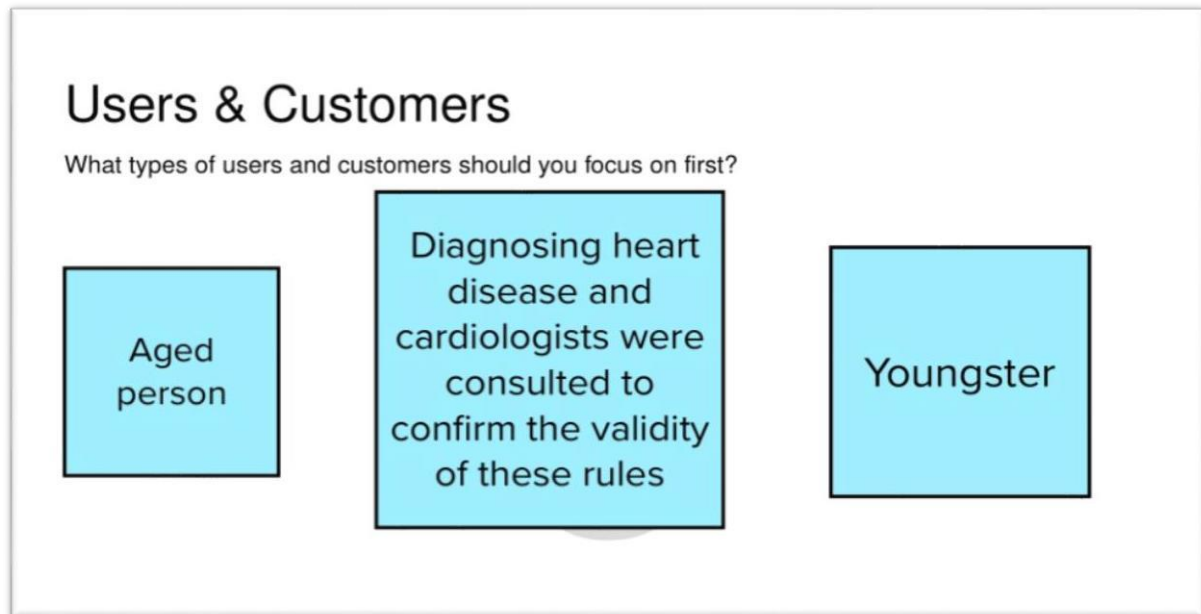 Users & Customers
What types of users and customers should you focus on first?
Aged
person
Diagnosing heart
disease and
cardiologists were
consulted to
confirm the validity
of these rules
Youngster